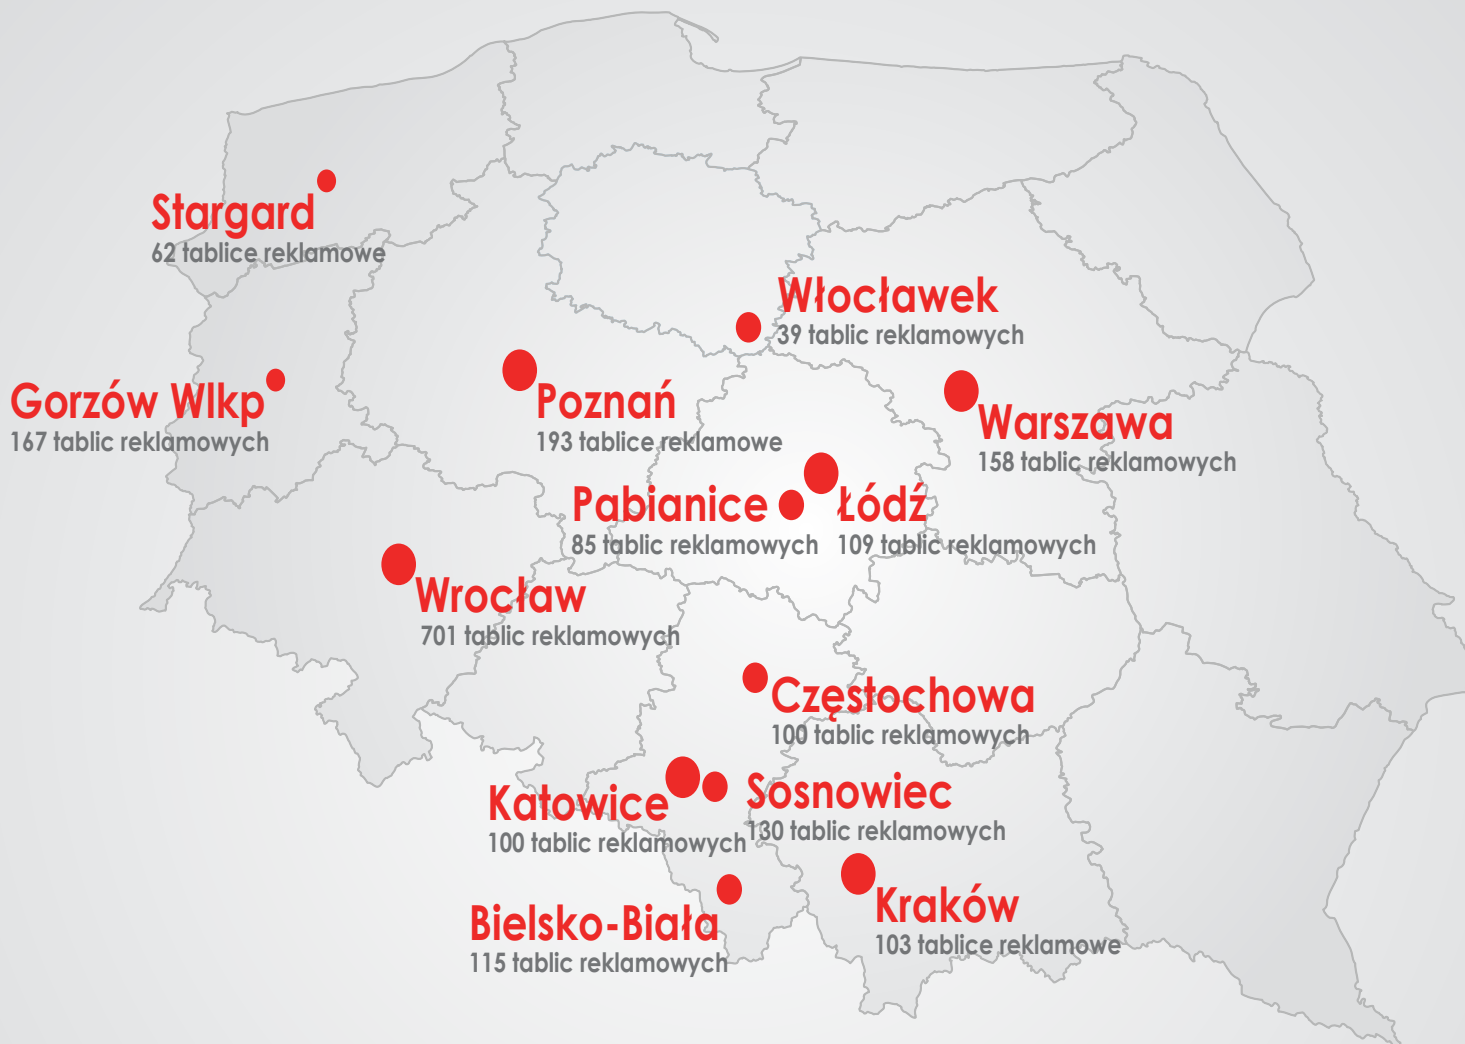 Stargard
62 tablice reklamowe
Włocławek
39 tablic reklamowych
Gorzów Wlkp
167 tablic reklamowych
Poznań
193 tablice reklamowe
Warszawa
158 tablic reklamowych
Pabianice
85 tablic reklamowych
Łódź
109 tablic reklamowych
Wrocław
701 tablic reklamowych
Częstochowa
100 tablic reklamowych
Katowice
100 tablic reklamowych
Sosnowiec
130 tablic reklamowych
Bielsko-Biała
115 tablic reklamowych
Kraków
103 tablice reklamowe